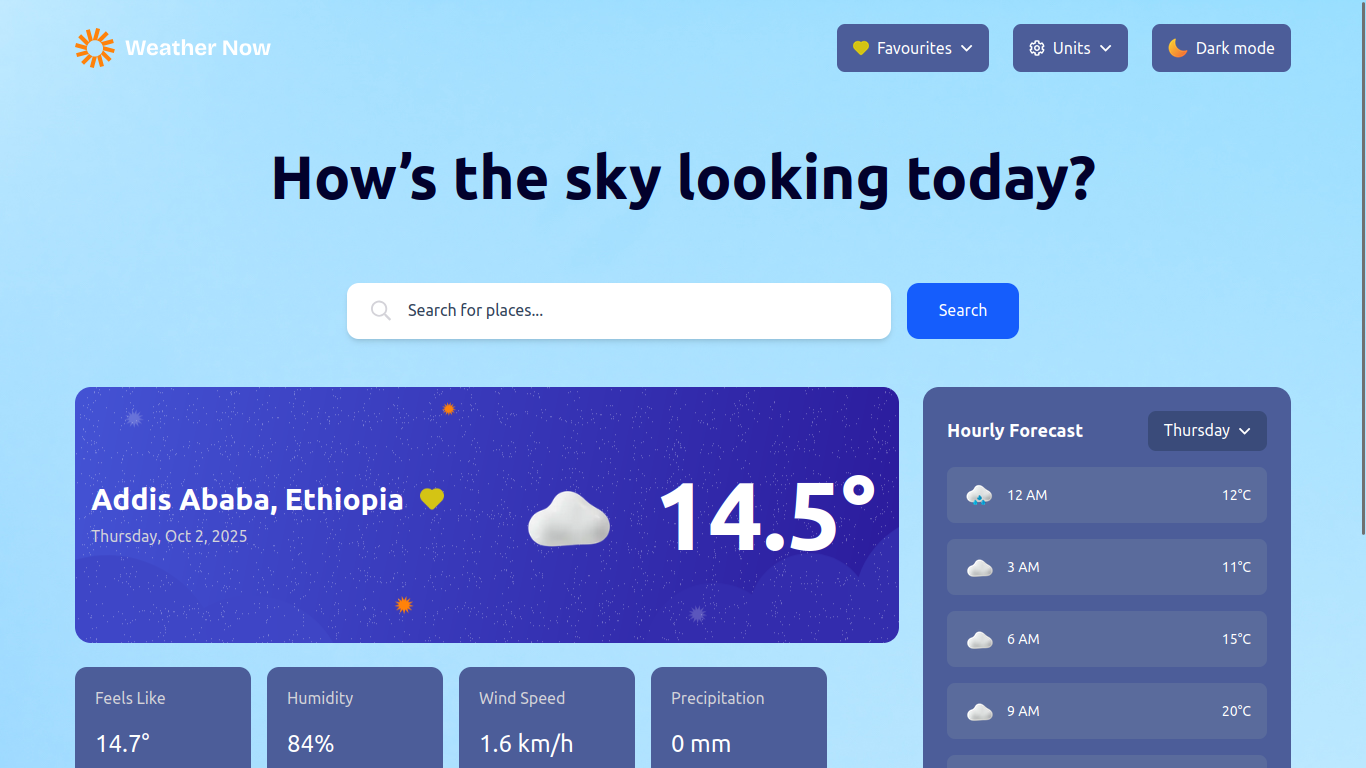 Weather Now
Favourites
Units
Dark mode
How’s the sky looking today?
Search for places...
Search
Addis Ababa, Ethiopia
Thursday, Oct 2, 2025
14.5°
Feels Like
14.7°
Humidity
84%
Wind Speed
1.6 km/h
Precipitation
0 mm
Hourly Forecast
Thursday
12 AM 12°C
3 AM 11°C
6 AM 15°C
9 AM 20°C